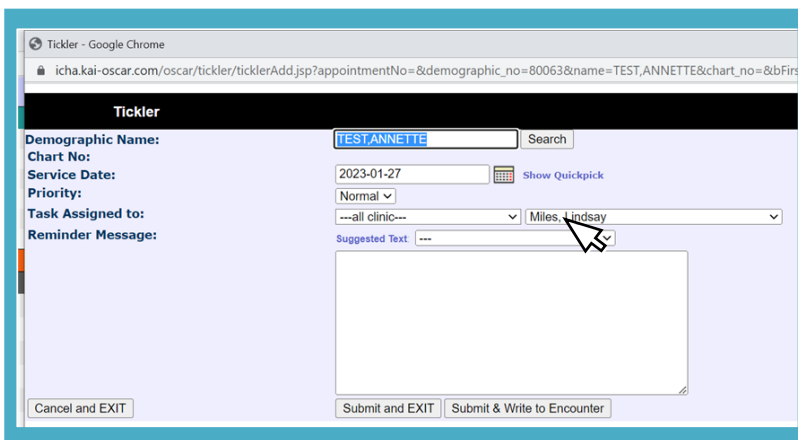 Tickler - Google Chrome
icha.kai-oscar.com/oscar/tickler/ticklerAdd.jsp?appointmentNo=&demographic_no=80063&name=TEST,ANNETTE&chart_no=&bFirs
Tickler
Demographic Name: TEST,ANNETTE Search
Chart No:
Service Date: 2023-01-27 Show Quickpick
Priority: Normal
Task Assigned to: ---all clinic--- Miles, Lindsay
Reminder Message: Suggested Text: ---
Cancel and EXIT Submit and EXIT Submit & Write to Encounter